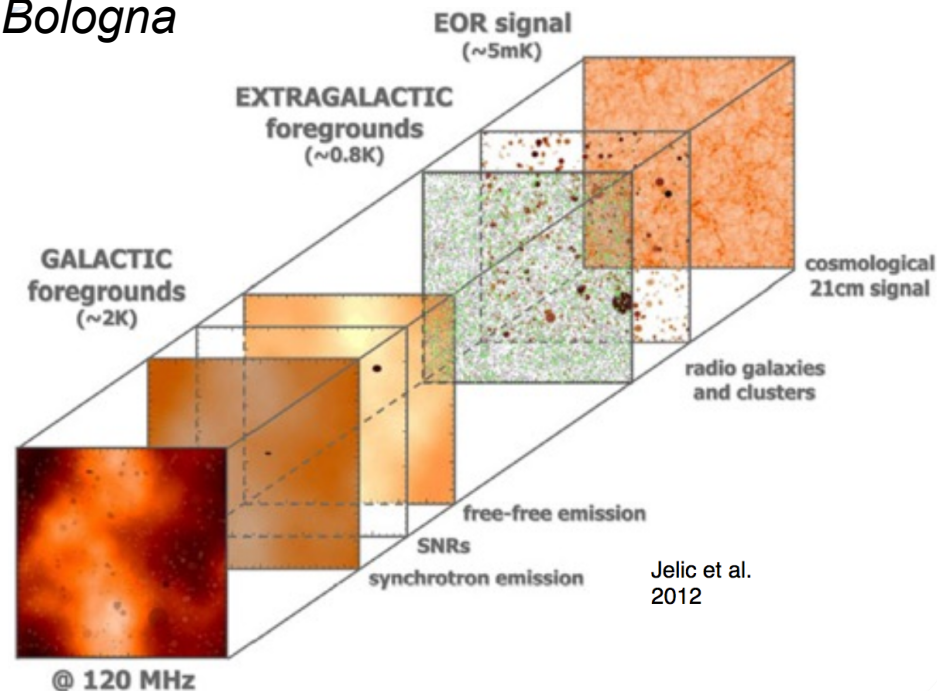 Bologna
EOR signal
(~5mK)
EXTRAGALACTIC
foregrounds
(~0.8K)
GALACTIC
foregrounds
(~2K)
cosmological
21cm signal
radio galaxies
and clusters
free-free emission
SNRs
synchrotron emission
Jelic et al.
2012
@ 120 MHz